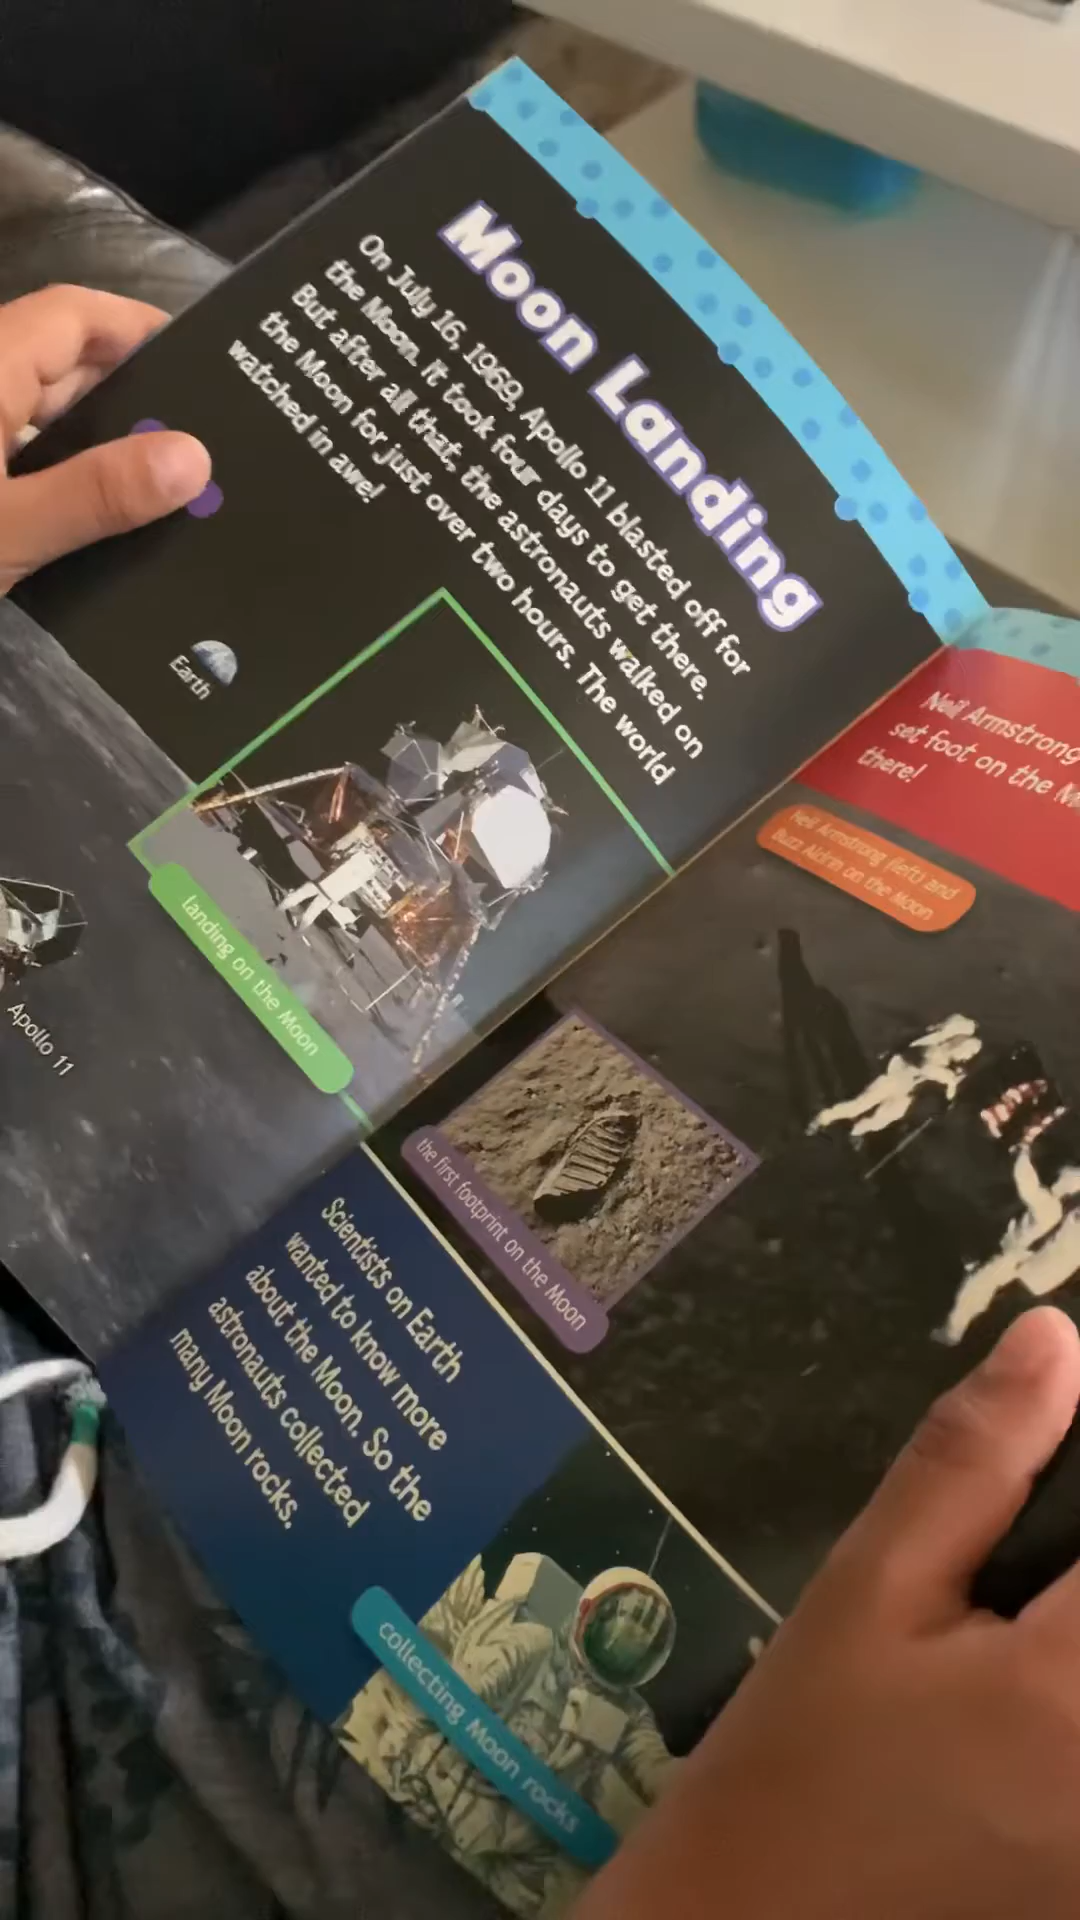 Moon Landing
On July 16, 1969, Apollo 11 blasted off for
the Moon. It took four days to get there.
But after all that, the astronauts walked on
the Moon for just over two hours. The world
watched in awe!
Earth
landing on the Moon
Apollo 11
Neil Armstrong
set foot on the
there!
Neil Armstrong (left) and
Buzz Aldrin on the Moon
the first footprint on the Moon
Scientists on Earth
wanted to know more
about the Moon. So the
astronauts collected
many Moon rocks.
collecting Moon rocks